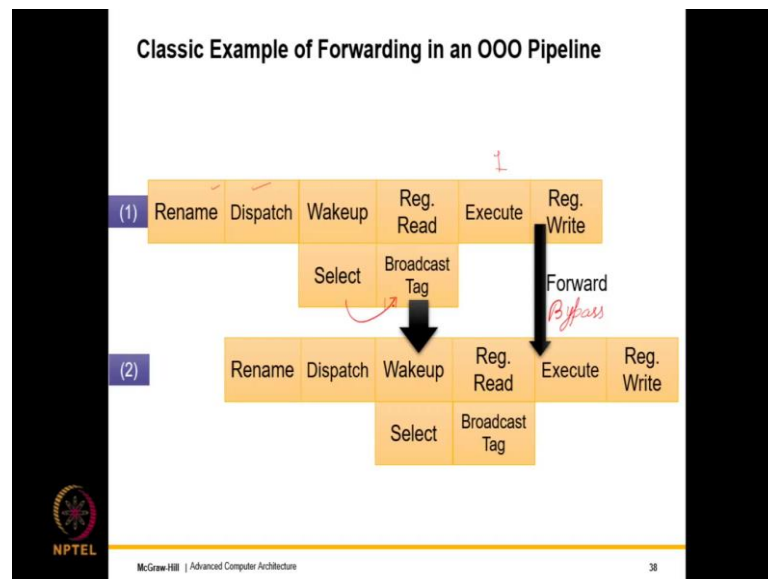 Classic Example of Forwarding in an OOO Pipeline
1
(1) Rename Dispatch Wakeup Reg. Read Execute Reg. Write
Select Broadcast Tag
Forward
Bypass
(2) Rename Dispatch Wakeup Reg. Read Execute Reg. Write
Select Broadcast Tag
NPTEL
McGraw-Hill | Advanced Computer Architecture 38